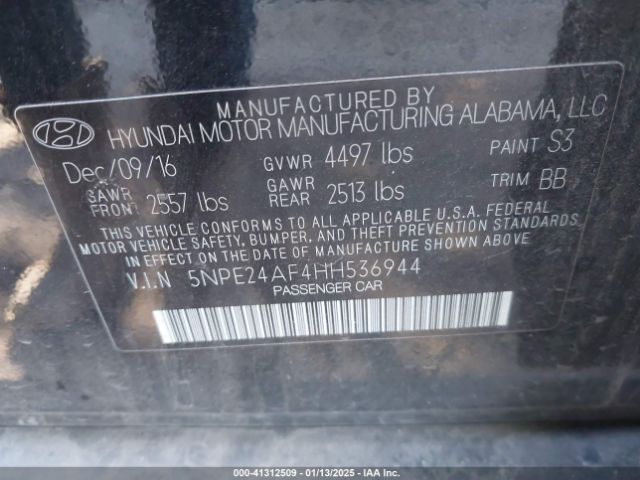 MANUFACTURED BY
HYUNDAI MOTOR MANUFACTURING ALABAMA, LLC
Dec/09/16 GVWR 4497 lbs PAINT S3
GAWR FRONT 2557 lbs GAWR REAR 2513 lbs TRIM BB
THIS VEHICLE CONFORMS TO ALL APPLICABLE U.S.A. FEDERAL
MOTOR VEHICLE SAFETY, BUMPER, AND THEFT PREVENTION STANDARDS
IN EFFECT ON THE DATE OF MANUFACTURE SHOWN ABOVE
V.I.N 5NPE24AF4HH536944
PASSENGER CAR
000-41312509 - 01/13/2025 - IAA Inc.